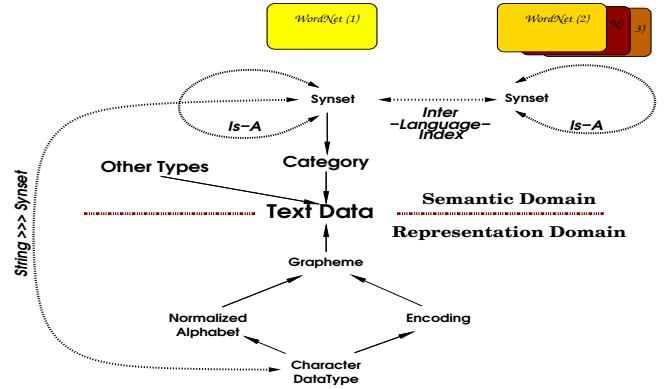 WordNet (1)
WordNet (2)
N)
3)
Synset
Synset
Is–A
Inter
–Language–
Index
Is–A
Category
Other Types
String >>> Synset
Text Data
Semantic Domain
Representation Domain
Grapheme
Normalized
Alphabet
Encoding
Character
DataType